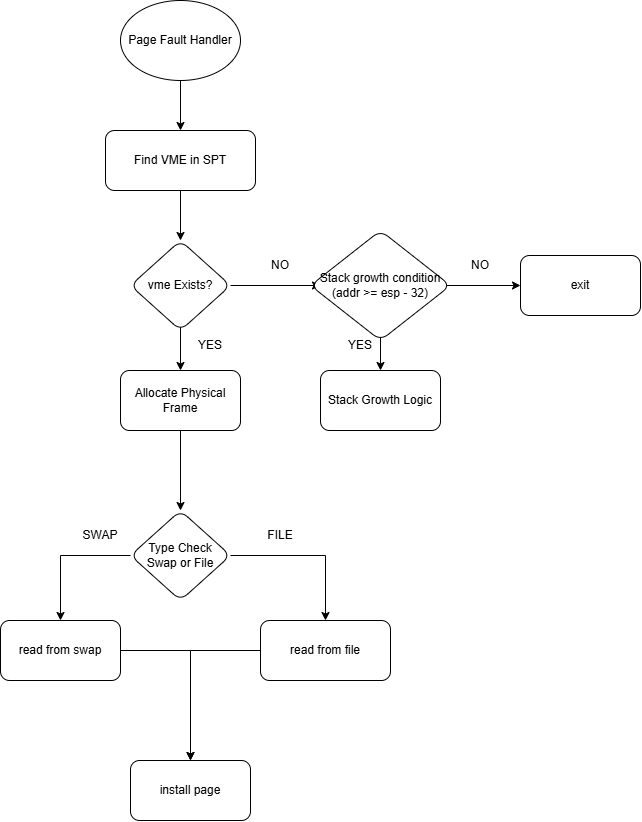 Page Fault Handler
Find VME in SPT
vme Exists?
NO
Stack growth condition
(addr >= esp - 32)
NO
exit
YES
YES
Allocate Physical
Frame
Stack Growth Logic
SWAP
FILE
Type Check
Swap or File
read from swap
read from file
install page